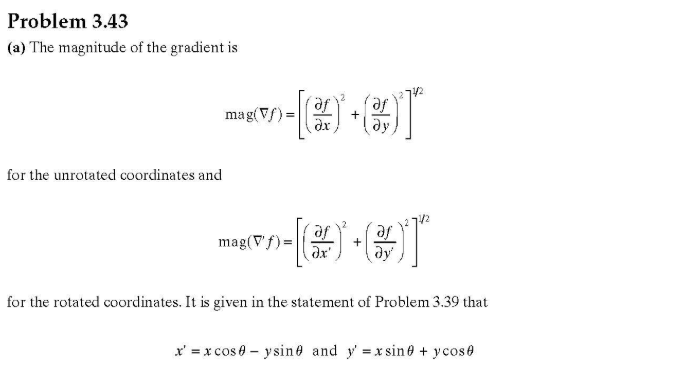 Problem 3.43
(a) The magnitude of the gradient is
mag(∇f) = [(∂f/∂x)² + (∂f/∂y)²]^1/2
for the unrotated coordinates and
mag(∇'f) = [(∂f/∂x')² + (∂f/∂y')²]^1/2
for the rotated coordinates. It is given in the statement of Problem 3.39 that
x' = x cos θ − y sin θ and y' = x sin θ + y cos θ